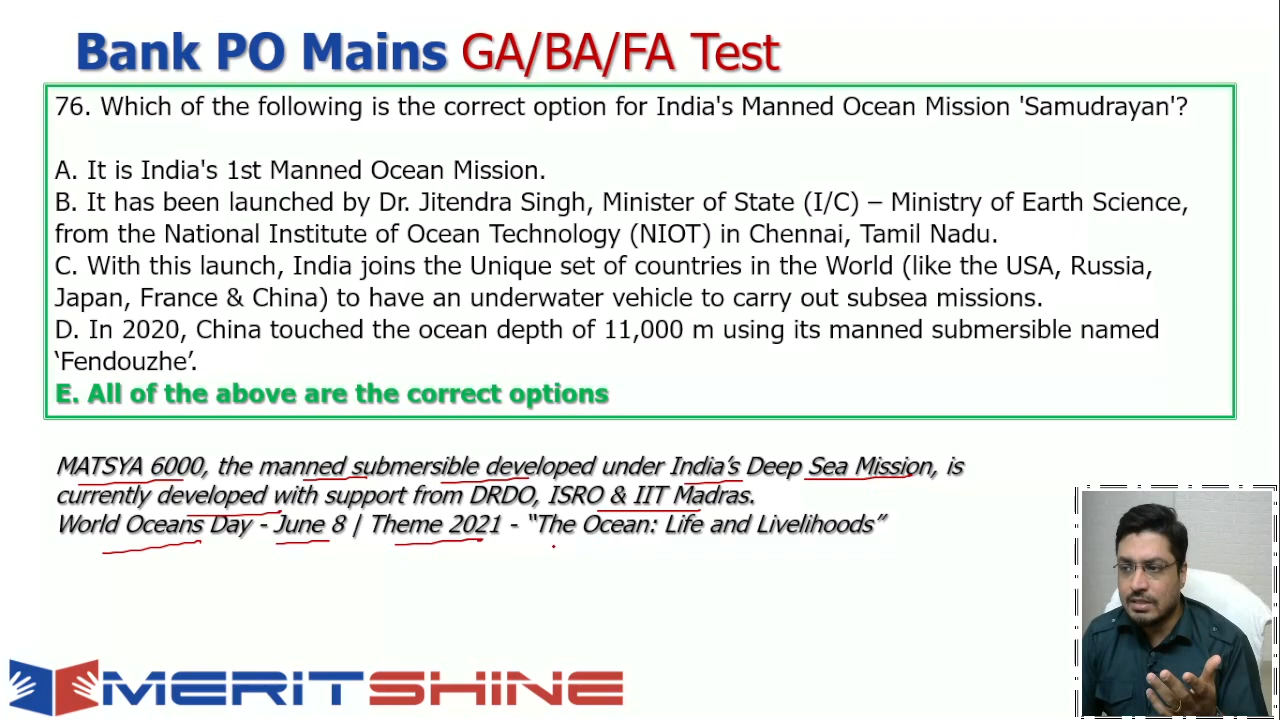 Bank PO Mains GA/BA/FA Test
76. Which of the following is the correct option for India's Manned Ocean Mission 'Samudrayan'?
A. It is India's 1st Manned Ocean Mission.
B. It has been launched by Dr. Jitendra Singh, Minister of State (I/C) – Ministry of Earth Science,
from the National Institute of Ocean Technology (NIOT) in Chennai, Tamil Nadu.
C. With this launch, India joins the Unique set of countries in the World (like the USA, Russia,
Japan, France & China) to have an underwater vehicle to carry out subsea missions.
D. In 2020, China touched the ocean depth of 11,000 m using its manned submersible named
‘Fendouzhe’.
E. All of the above are the correct options
MATSYA 6000, the manned submersible developed under India’s Deep Sea Mission, is
currently developed with support from DRDO, ISRO & IIT Madras.
World Oceans Day - June 8 | Theme 2021 - “The Ocean: Life and Livelihoods”
MERITSHINE